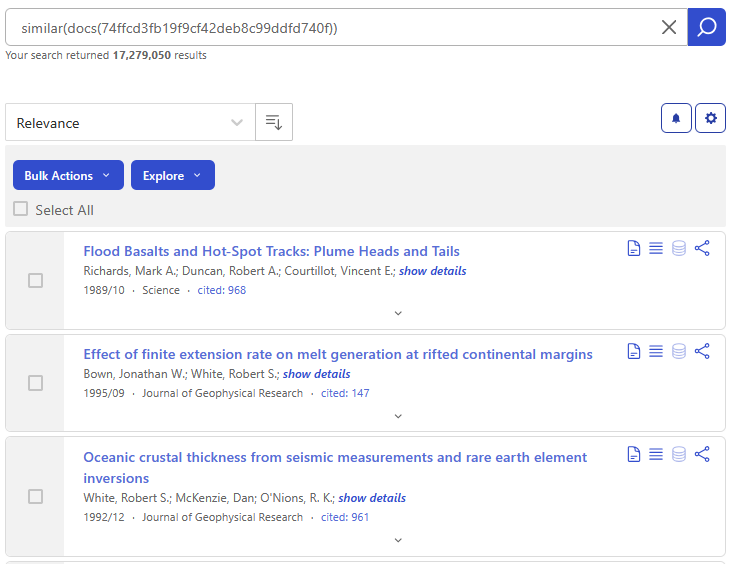 similar(docs(74ffcd3fb19f9cf42deb8c99ddfd740f))
Your search returned 17,279,050 results
Relevance
Bulk Actions
Explore
Select All
Flood Basalts and Hot-Spot Tracks: Plume Heads and Tails
Richards, Mark A.; Duncan, Robert A.; Courtillot, Vincent E.; show details
1989/10 · Science · cited: 968
Effect of finite extension rate on melt generation at rifted continental margins
Bown, Jonathan W.; White, Robert S.; show details
1995/09 · Journal of Geophysical Research · cited: 147
Oceanic crustal thickness from seismic measurements and rare earth element
inversions
White, Robert S.; McKenzie, Dan; O'Nions, R. K.; show details
1992/12 · Journal of Geophysical Research · cited: 961